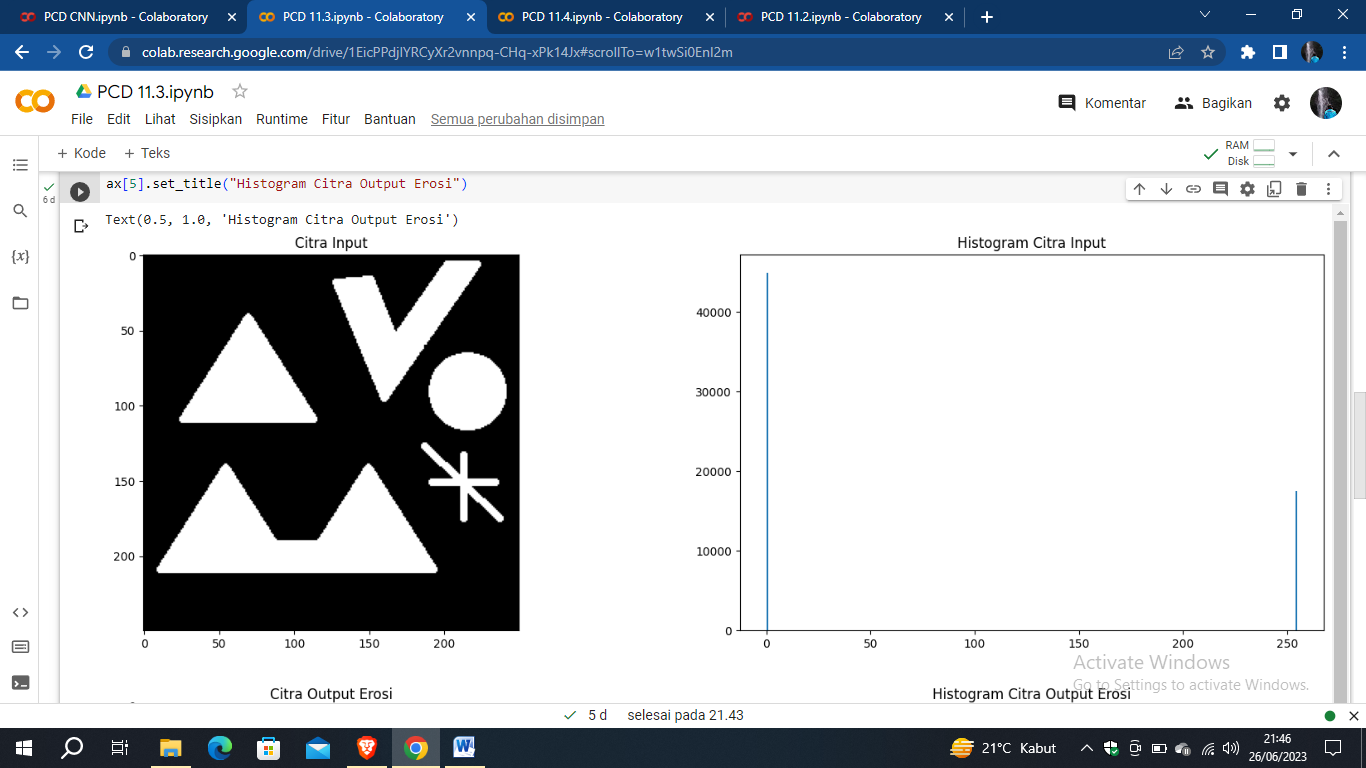 PCD CNN.ipynb - Colaboratory
PCD 11.3.ipynb - Colaboratory
PCD 11.4.ipynb - Colaboratory
PCD 11.2.ipynb - Colaboratory
colab.research.google.com/drive/1EicPPdjlYRCyXr2vnnpq-CHq-xPk14Jx#scrollTo=w1twSi0EnI2m
PCD 11.3.ipynb
Komentar
Bagikan
File Edit Lihat Sisipkan Runtime Fitur Bantuan Semua perubahan disimpan
+ Kode + Teks
RAM
Disk
6 d
ax[5].set_title("Histogram Citra Output Erosi")
Text(0.5, 1.0, 'Histogram Citra Output Erosi')
{x}
Citra Input
0
50
100
150
200
0 50 100 150 200
Histogram Citra Input
40000
30000
20000
10000
0
0 50 100 150 200 250
Activate Windows
Go to Settings to activate Windows.
Citra Output Erosi
Histogram Citra Output Erosi
5 d selesai pada 21.43
21°C Kabut
21:46
26/06/2023